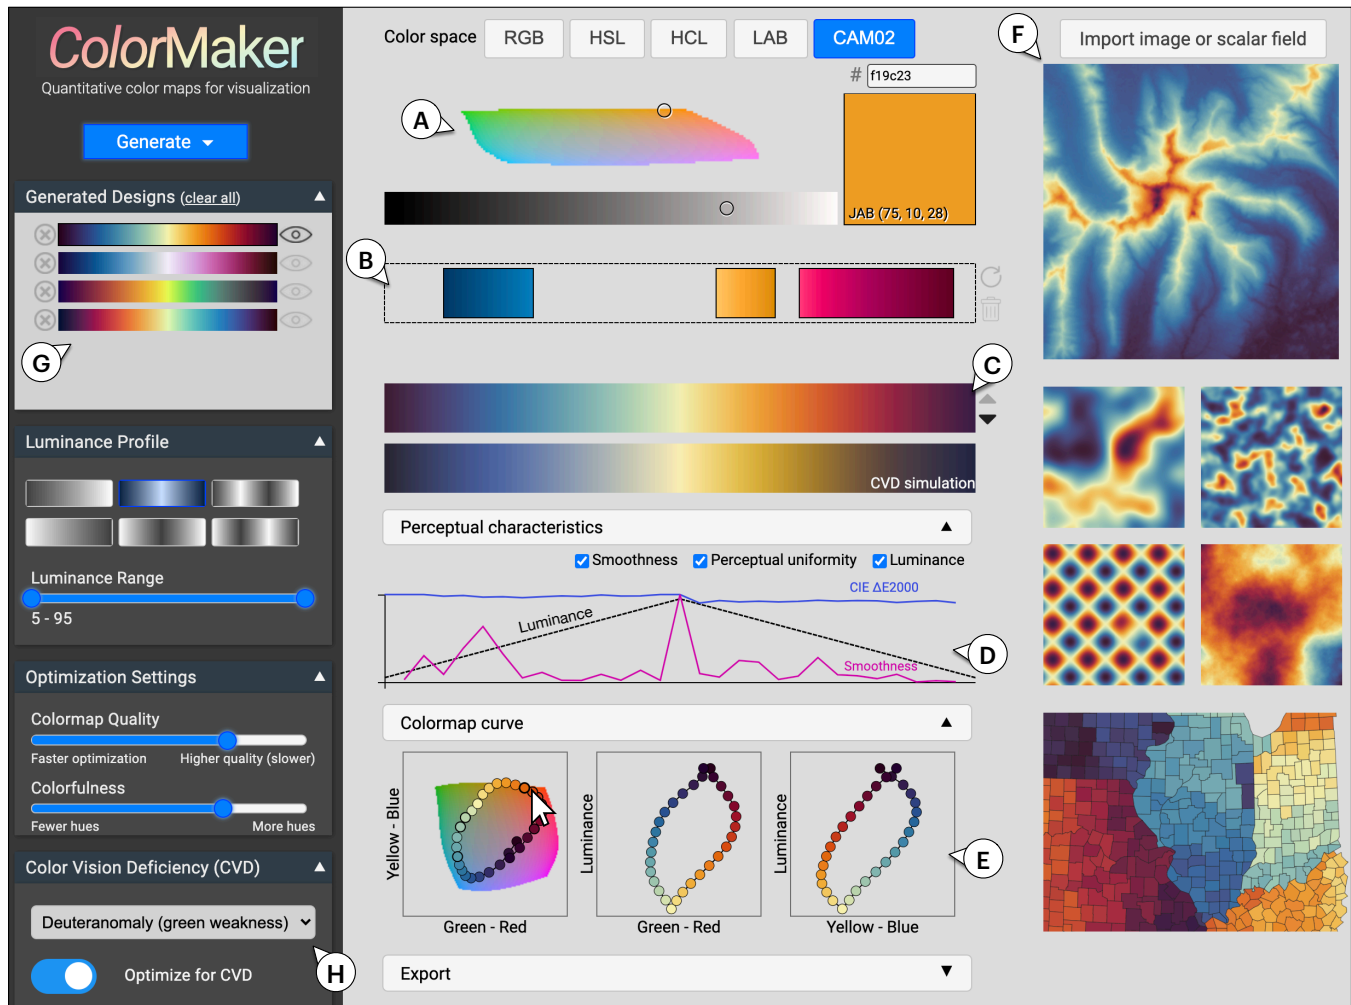 ColorMaker
Quantitative color maps for visualization
Generate
Generated Designs (clear all)
G
Luminance Profile
Luminance Range
5 - 95
Optimization Settings
Colormap Quality
Faster optimization Higher quality (slower)
Colorfulness
Fewer hues More hues
Color Vision Deficiency (CVD)
Deuteranomaly (green weakness)
H
Optimize for CVD
Color space RGB HSL HCL LAB CAM02
# f19c23
A
JAB (75, 10, 28)
B
C
CVD simulation
Perceptual characteristics
Smoothness Perceptual uniformity Luminance
CIE ΔE2000
Luminance
Smoothness
D
Colormap curve
Yellow - Blue
Green - Red
Luminance
Green - Red
Luminance
Yellow - Blue
E
Export
F
Import image or scalar field